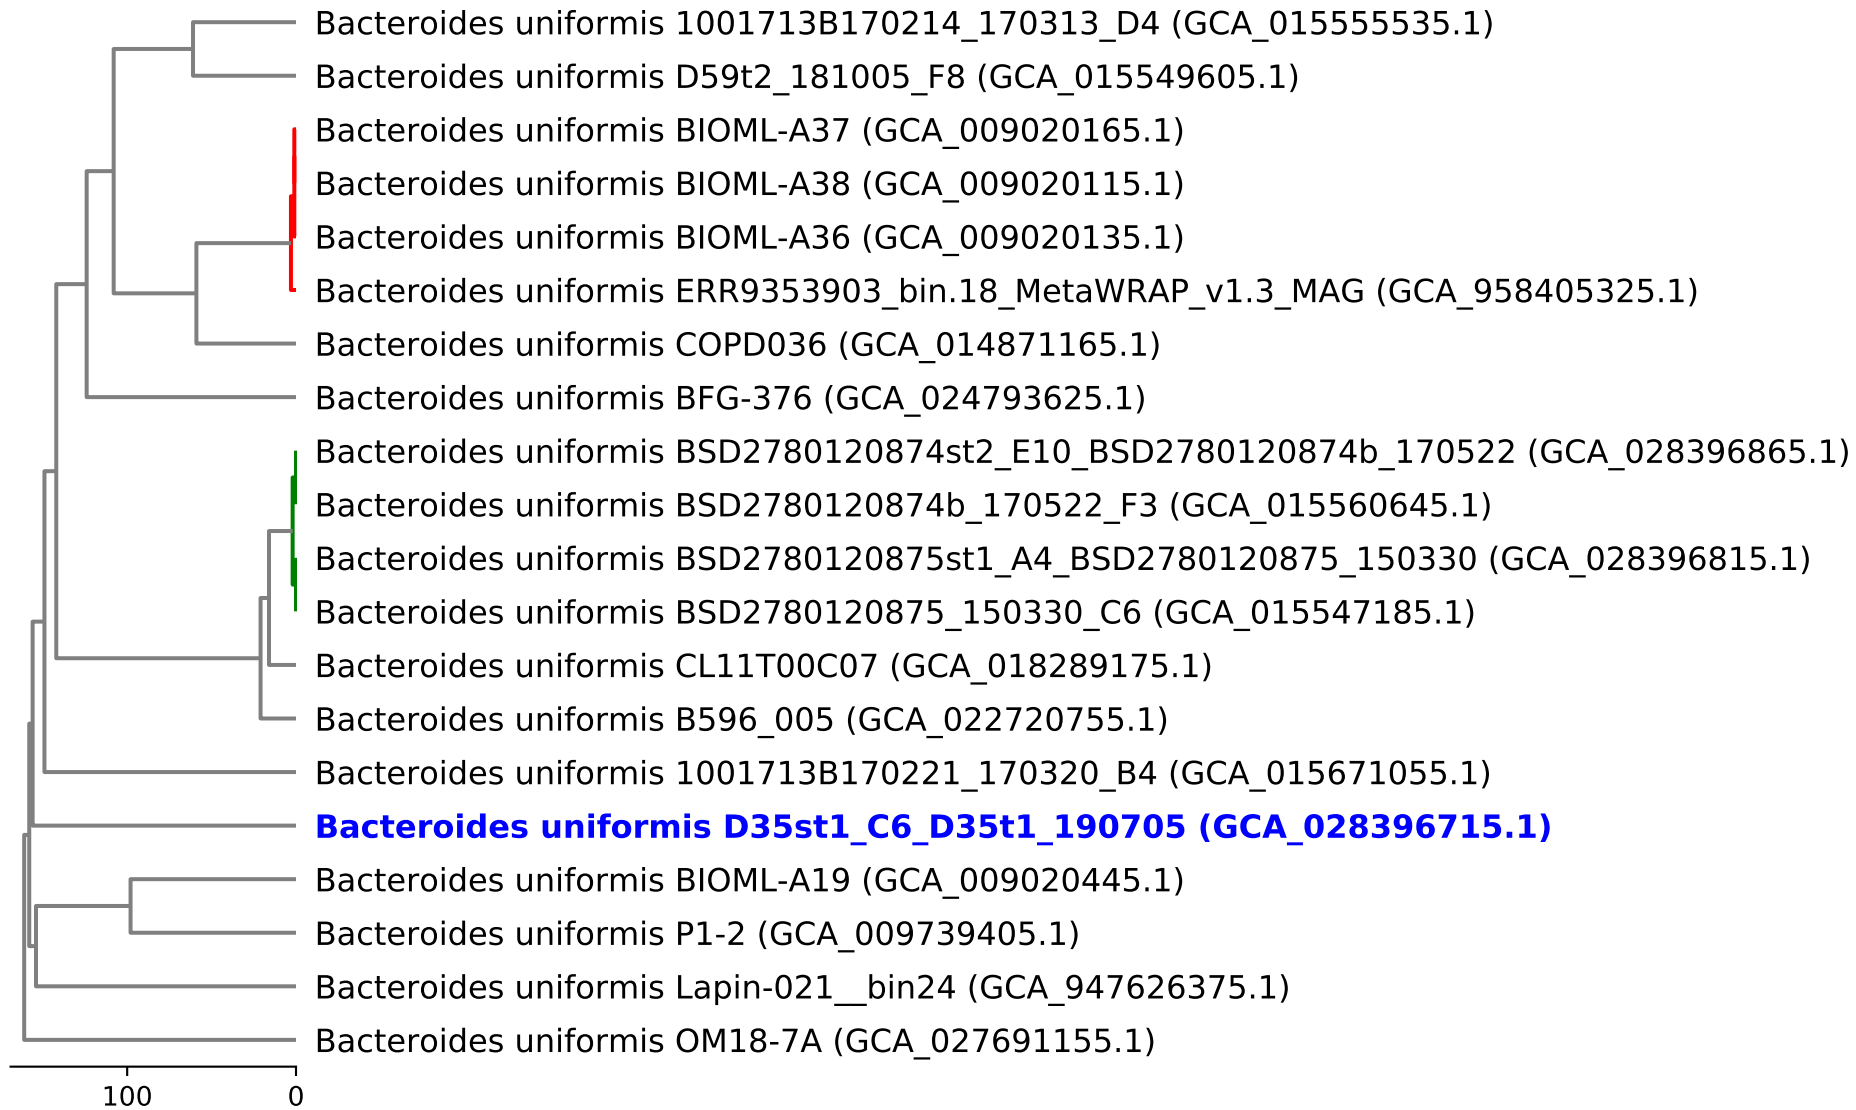 Bacteroides uniformis 1001713B170214_170313_D4 (GCA_015555535.1)
Bacteroides uniformis D59t2_181005_F8 (GCA_015549605.1)
Bacteroides uniformis BIOML-A37 (GCA_009020165.1)
Bacteroides uniformis BIOML-A38 (GCA_009020115.1)
Bacteroides uniformis BIOML-A36 (GCA_009020135.1)
Bacteroides uniformis ERR9353903_bin.18_MetaWRAP_v1.3_MAG (GCA_958405325.1)
Bacteroides uniformis COPD036 (GCA_014871165.1)
Bacteroides uniformis BFG-376 (GCA_024793625.1)
Bacteroides uniformis BSD2780120874st2_E10_BSD2780120874b_170522 (GCA_028396865.1)
Bacteroides uniformis BSD2780120874b_170522_F3 (GCA_015560645.1)
Bacteroides uniformis BSD2780120875st1_A4_BSD2780120875_150330 (GCA_028396815.1)
Bacteroides uniformis BSD2780120875_150330_C6 (GCA_015547185.1)
Bacteroides uniformis CL11T00C07 (GCA_018289175.1)
Bacteroides uniformis B596_005 (GCA_022720755.1)
Bacteroides uniformis 1001713B170221_170320_B4 (GCA_015671055.1)
Bacteroides uniformis D35st1_C6_D35t1_190705 (GCA_028396715.1)
Bacteroides uniformis BIOML-A19 (GCA_009020445.1)
Bacteroides uniformis P1-2 (GCA_009739405.1)
Bacteroides uniformis Lapin-021__bin24 (GCA_947626375.1)
Bacteroides uniformis OM18-7A (GCA_027691155.1)
100 0